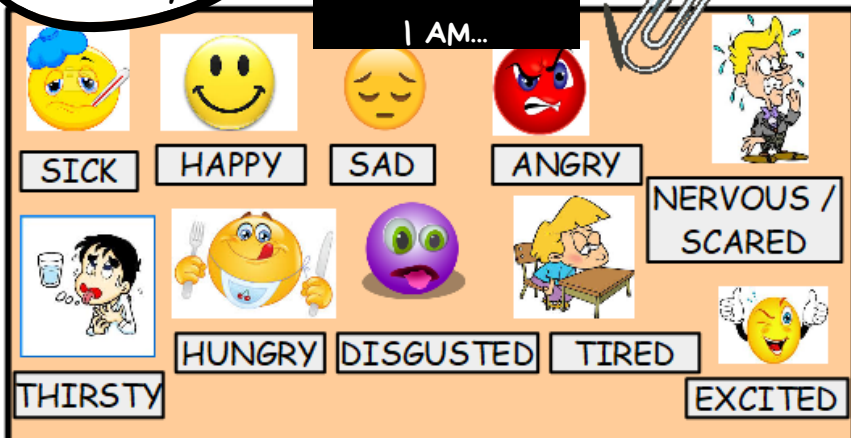 I AM...
SICK
HAPPY
SAD
ANGRY
NERVOUS /
SCARED
THIRSTY
HUNGRY
DISGUSTED
TIRED
EXCITED